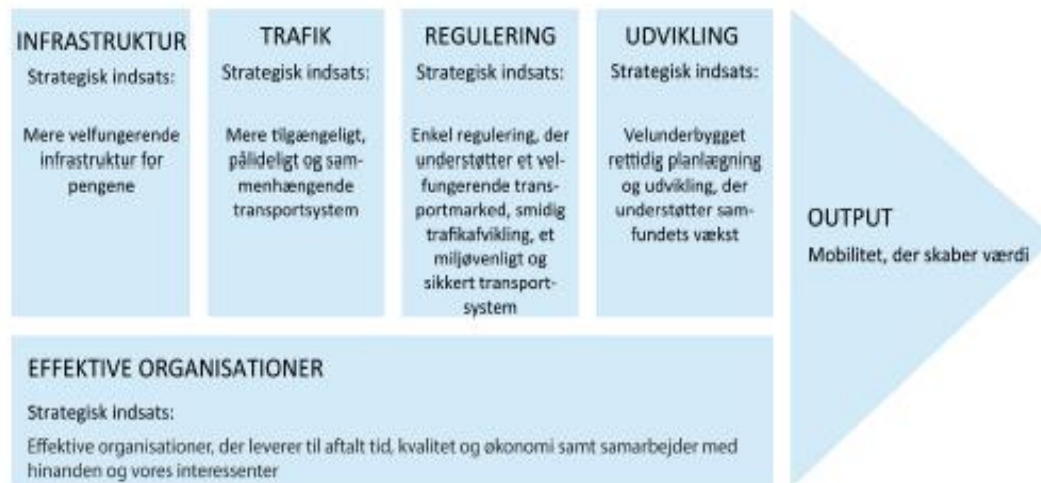 INFRASTRUKTUR
Strategisk indsats:
Mere velfungerende
infrastruktur for
pengene
TRAFIK
Strategisk indsats:
Mere tilgængeligt,
pålideligt og sam-
menhængende
transportsystem
REGULERING
Strategisk indsats:
Enkel regulering, der
understøtter et vel-
fungerende trans-
portmarked, smidig
trafikafvikling, et
miljøvenligt og
sikkert transport-
system
UDVIKLING
Strategisk indsats:
Velunderbygget
rettidig planlægning
og udvikling, der
understøtter sam-
fundets vækst
OUTPUT
Mobilitet, der skaber værdi
EFFEKTIVE ORGANISATIONER
Strategisk indsats:
Effektive organisationer, der leverer til aftalt tid, kvalitet og økonomi samt samarbejder med
hinanden og vores interessenter